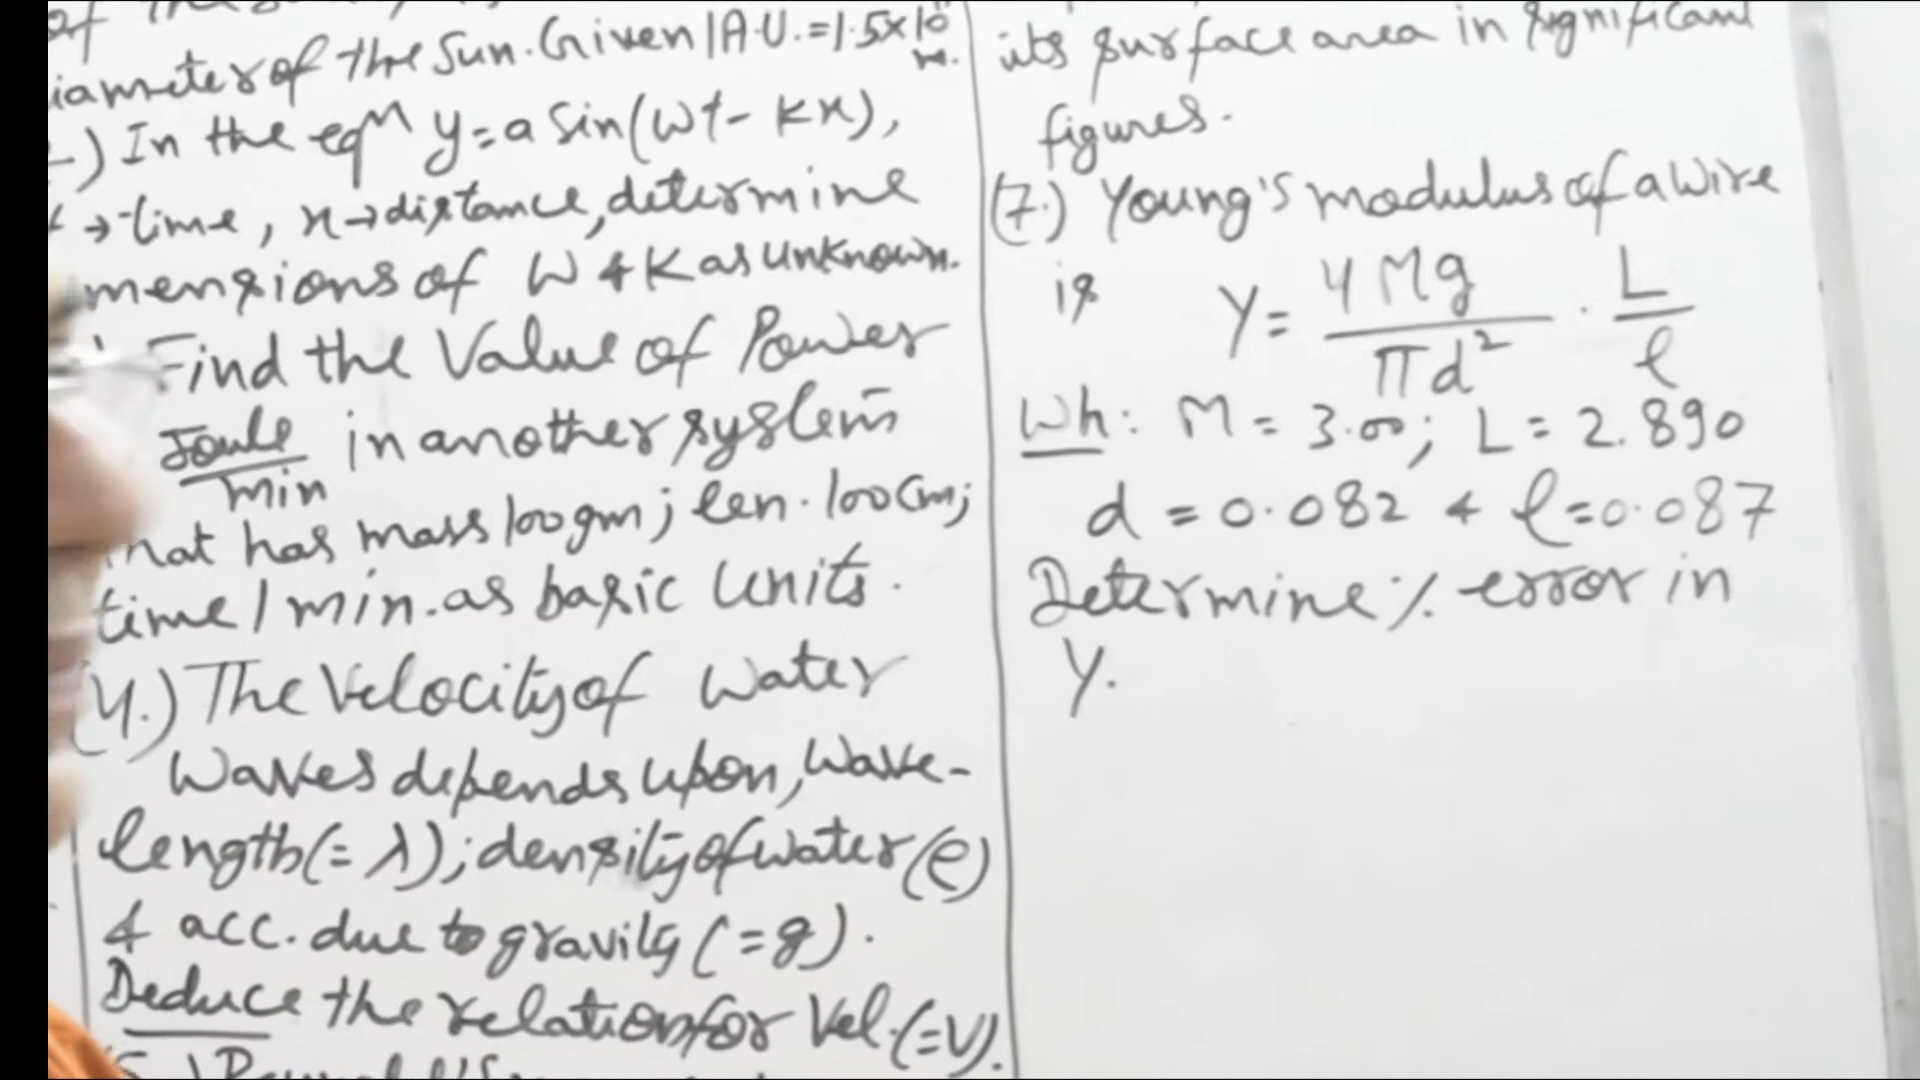 of the
iameter of the Sun. Given 1A.U. = 1.5×10
m.
) In the eqn y = a sin(wt - kx),
t → time, x → distance, determine
mensions of w & k as unknown.
Find the Value of Power
Joule/min in another system
that has mass 100gm; len. 100cm;
time 1 min. as basic units.
(4.) The velocity of water
waves depends upon, wave-
length (= λ); density of water (ρ)
& acc. due to gravity (= g).
Deduce the relation for Vel. (= V).
its surface area in significant
figures.
(7.) Young's modulus of a wire
is Y = 4Mg/πd² · L/l
Wh: M = 3.00; L = 2.890
d = 0.082 & l = 0.087
Determine % error in
Y.